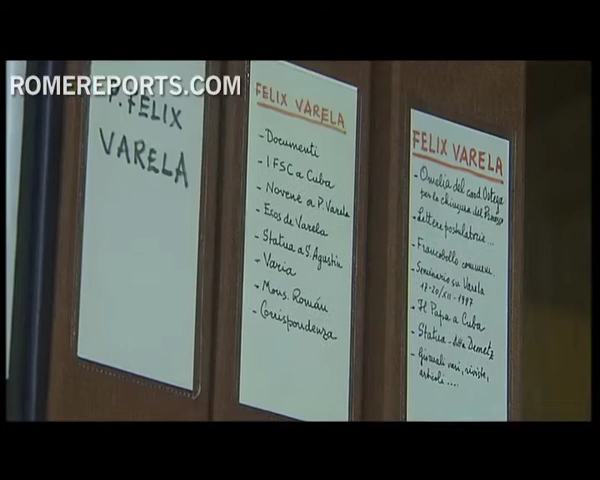 ROMEREPORTS.COM
P. FELIX
VARELA
FELIX VARELA
- Documenti
- I FSC a Cuba
- Novene a P. Varela
- Ecos de Varela
- Statua a S. Agustin
- Varia
- Mons. Román
- Corrispondenza
FELIX VARELA
- Omelia del card. Ortega
per la chiusura del Processo
- Lettere postulatorie...
- Francobollo commem.
- Seminario su Varela
17-20/XII-1997
- Il Papa a Cuba
- Statua - ditta Demetz
- Giornali vari, riviste,
articoli....